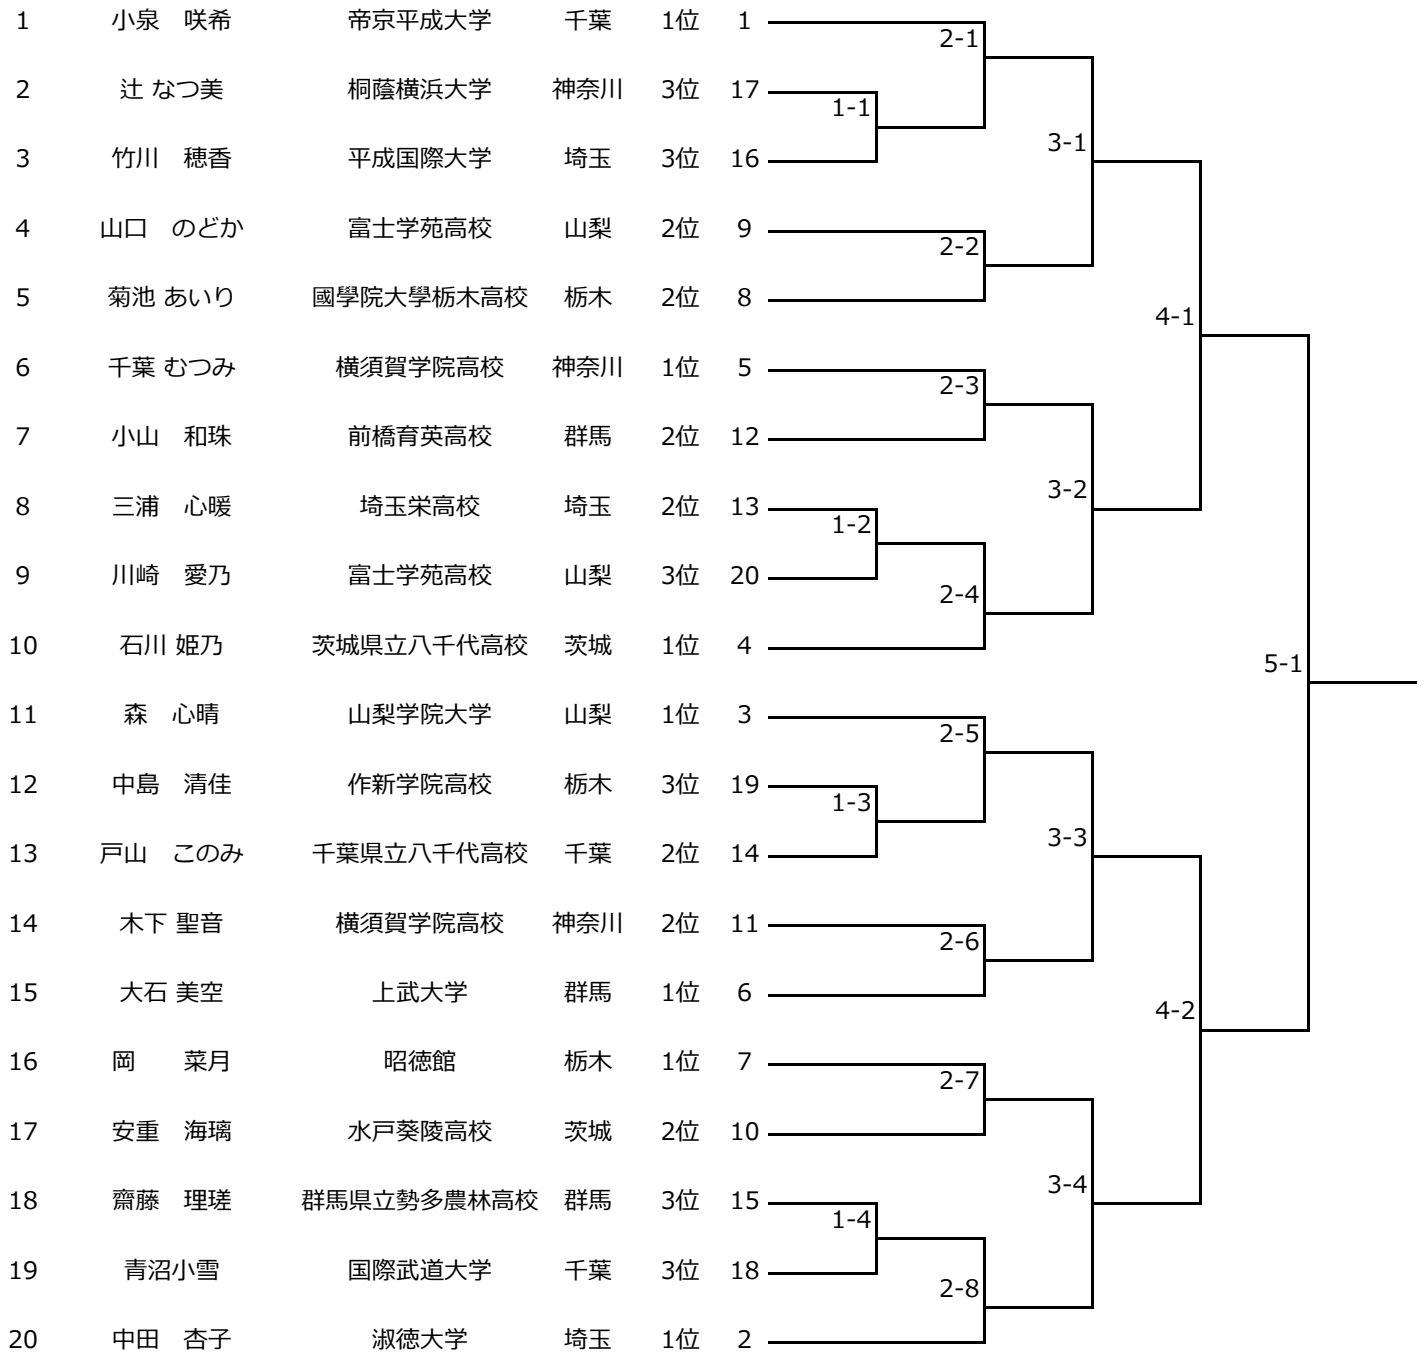 1 小泉　咲希 帝京平成大学 千葉 1位 1
2-1
2 辻 なつ美 桐蔭横浜大学 神奈川 3位 17
1-1
3-1
3 竹川　穂香 平成国際大学 埼玉 3位 16
4 山口　のどか 富士学苑高校 山梨 2位 9
2-2
5 菊池 あいり 國學院大學栃木高校 栃木 2位 8
4-1
6 千葉 むつみ 横須賀学院高校 神奈川 1位 5
2-3
7 小山　和珠 前橋育英高校 群馬 2位 12
3-2
8 三浦　心暖 埼玉栄高校 埼玉 2位 13
1-2
9 川崎　愛乃 富士学苑高校 山梨 3位 20
2-4
10 石川 姫乃 茨城県立八千代高校 茨城 1位 4
5-1
11 森　心晴 山梨学院大学 山梨 1位 3
2-5
12 中島　清佳 作新学院高校 栃木 3位 19
1-3
3-3
13 戸山　このみ 千葉県立八千代高校 千葉 2位 14
14 木下 聖音 横須賀学院高校 神奈川 2位 11
2-6
15 大石 美空 上武大学 群馬 1位 6
4-2
16 岡　　菜月 昭徳館 栃木 1位 7
2-7
17 安重　海璃 水戸葵陵高校 茨城 2位 10
3-4
18 齋藤　理瑳 群馬県立勢多農林高校 群馬 3位 15
1-4
19 青沼小雪 国際武道大学 千葉 3位 18
2-8
20 中田　杏子 淑徳大学 埼玉 1位 2